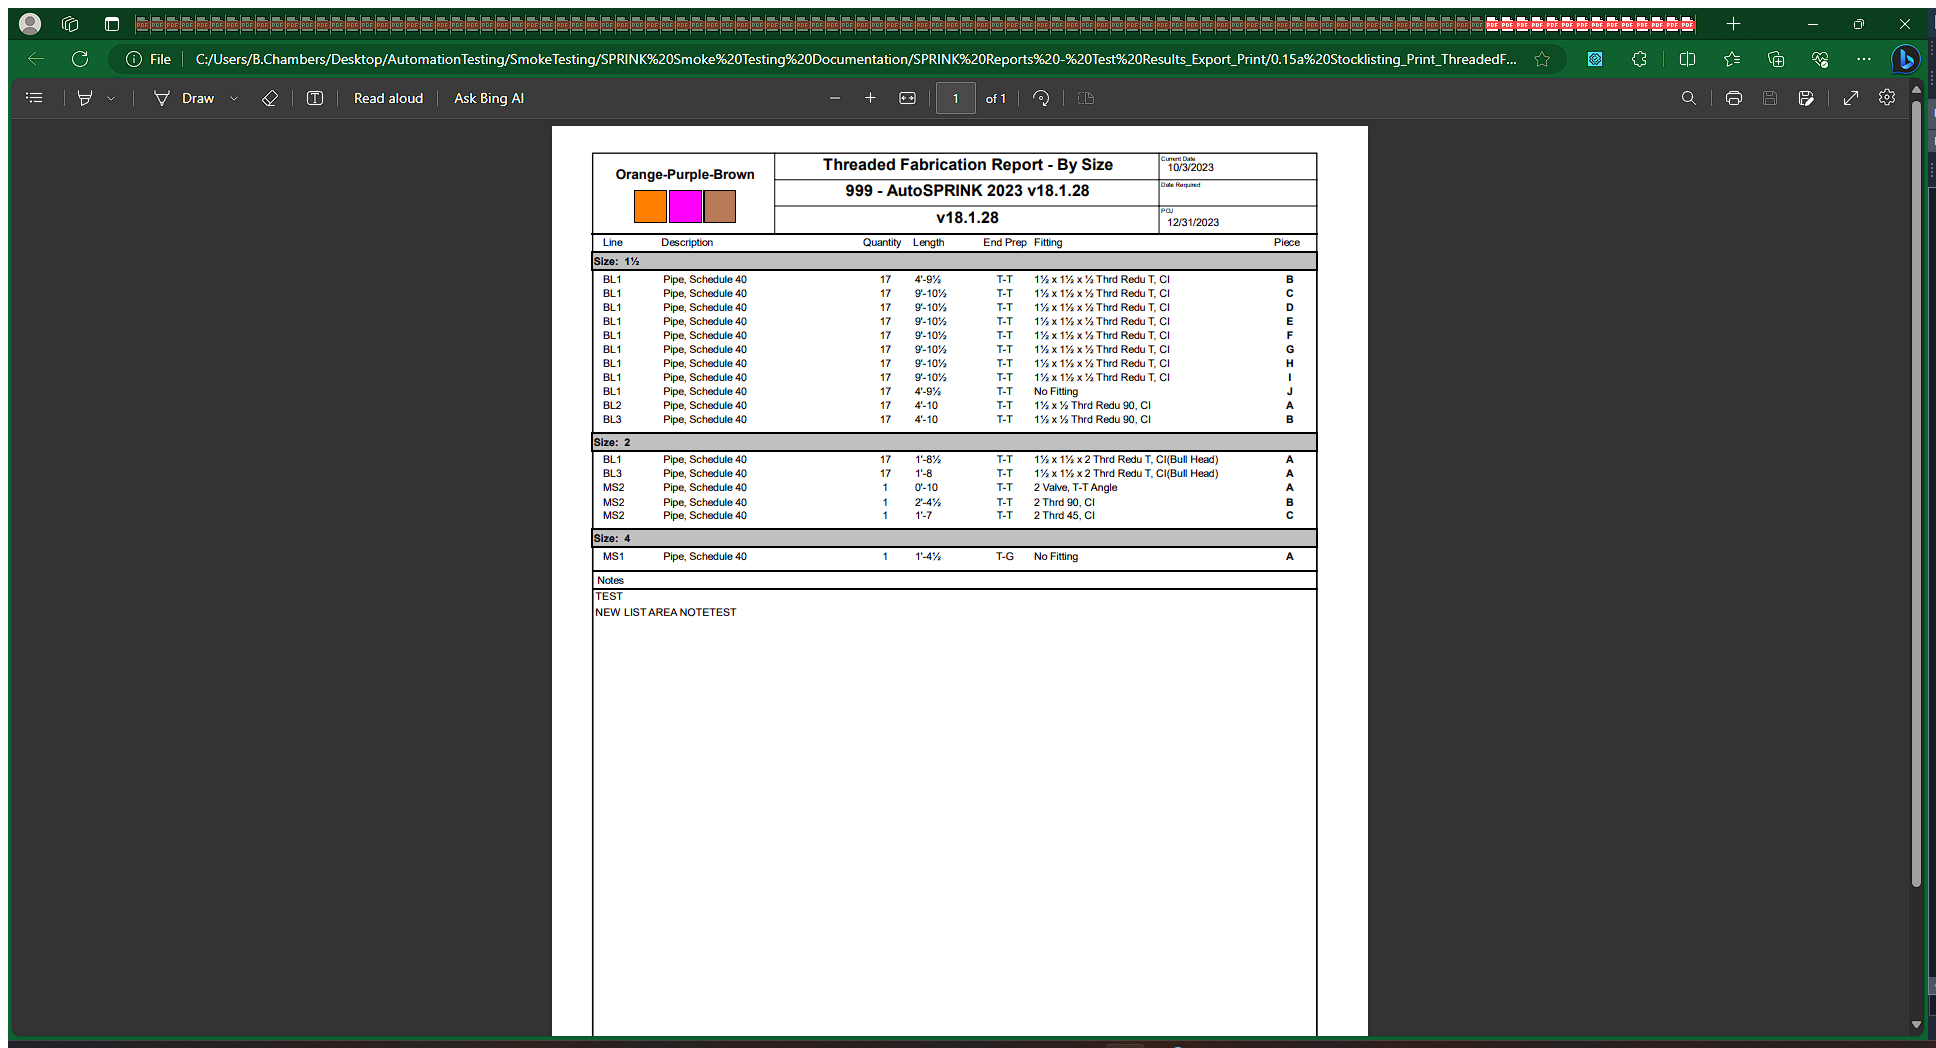 File C:/Users/B.Chambers/Desktop/AutomationTesting/SmokeTesting/SPRINK%20Smoke%20Testing%20Documentation/SPRINK%20Reports%20-%20Test%20Results_Export_Print/0.15a%20Stocklisting_Print_ThreadedF...
Draw Read aloud Ask Bing AI 1 of 1
Orange-Purple-Brown
Threaded Fabrication Report - By Size
999 - AutoSPRINK 2023 v18.1.28
v18.1.28
Current Date
10/3/2023
Date Required
12/31/2023
Line Description Quantity Length End Prep Fitting Piece
Size: 1½
BL1 Pipe, Schedule 40 17 4'-9½ T-T 1½ x 1½ x ½ Thrd Redu T, CI B
BL1 Pipe, Schedule 40 17 9'-10½ T-T 1½ x 1½ x ½ Thrd Redu T, CI C
BL1 Pipe, Schedule 40 17 9'-10½ T-T 1½ x 1½ x ½ Thrd Redu T, CI D
BL1 Pipe, Schedule 40 17 9'-10½ T-T 1½ x 1½ x ½ Thrd Redu T, CI E
BL1 Pipe, Schedule 40 17 9'-10½ T-T 1½ x 1½ x ½ Thrd Redu T, CI F
BL1 Pipe, Schedule 40 17 9'-10½ T-T 1½ x 1½ x ½ Thrd Redu T, CI G
BL1 Pipe, Schedule 40 17 9'-10½ T-T 1½ x 1½ x ½ Thrd Redu T, CI H
BL1 Pipe, Schedule 40 17 9'-10½ T-T 1½ x 1½ x ½ Thrd Redu T, CI I
BL1 Pipe, Schedule 40 17 4'-9½ T-T No Fitting J
BL2 Pipe, Schedule 40 17 4'-10 T-T 1½ x ½ Thrd Redu 90, CI A
BL3 Pipe, Schedule 40 17 4'-10 T-T 1½ x ½ Thrd Redu 90, CI B
Size: 2
BL1 Pipe, Schedule 40 17 1'-8½ T-T 1½ x 1½ x 2 Thrd Redu T, CI(Bull Head) A
BL3 Pipe, Schedule 40 17 1'-8 T-T 1½ x 1½ x 2 Thrd Redu T, CI(Bull Head) A
MS2 Pipe, Schedule 40 1 0'-10 T-T 2 Valve, T-T Angle A
MS2 Pipe, Schedule 40 1 2'-4½ T-T 2 Thrd 90, CI B
MS2 Pipe, Schedule 40 1 1'-7 T-T 2 Thrd 45, CI C
Size: 4
MS1 Pipe, Schedule 40 1 1'-4½ T-G No Fitting A
Notes
TEST
NEW LIST AREA NOTETEST